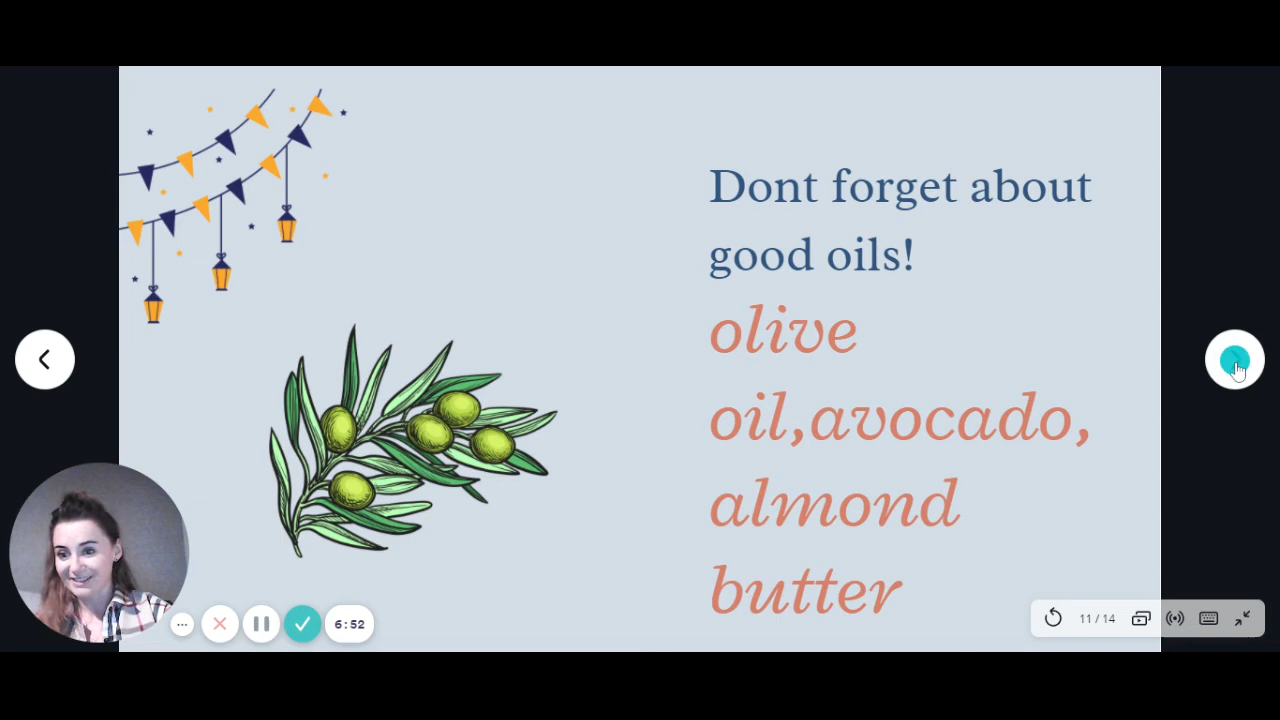 Dont forget about
good oils!
olive
oil,avocado,
almond
butter
6:52
11 / 14